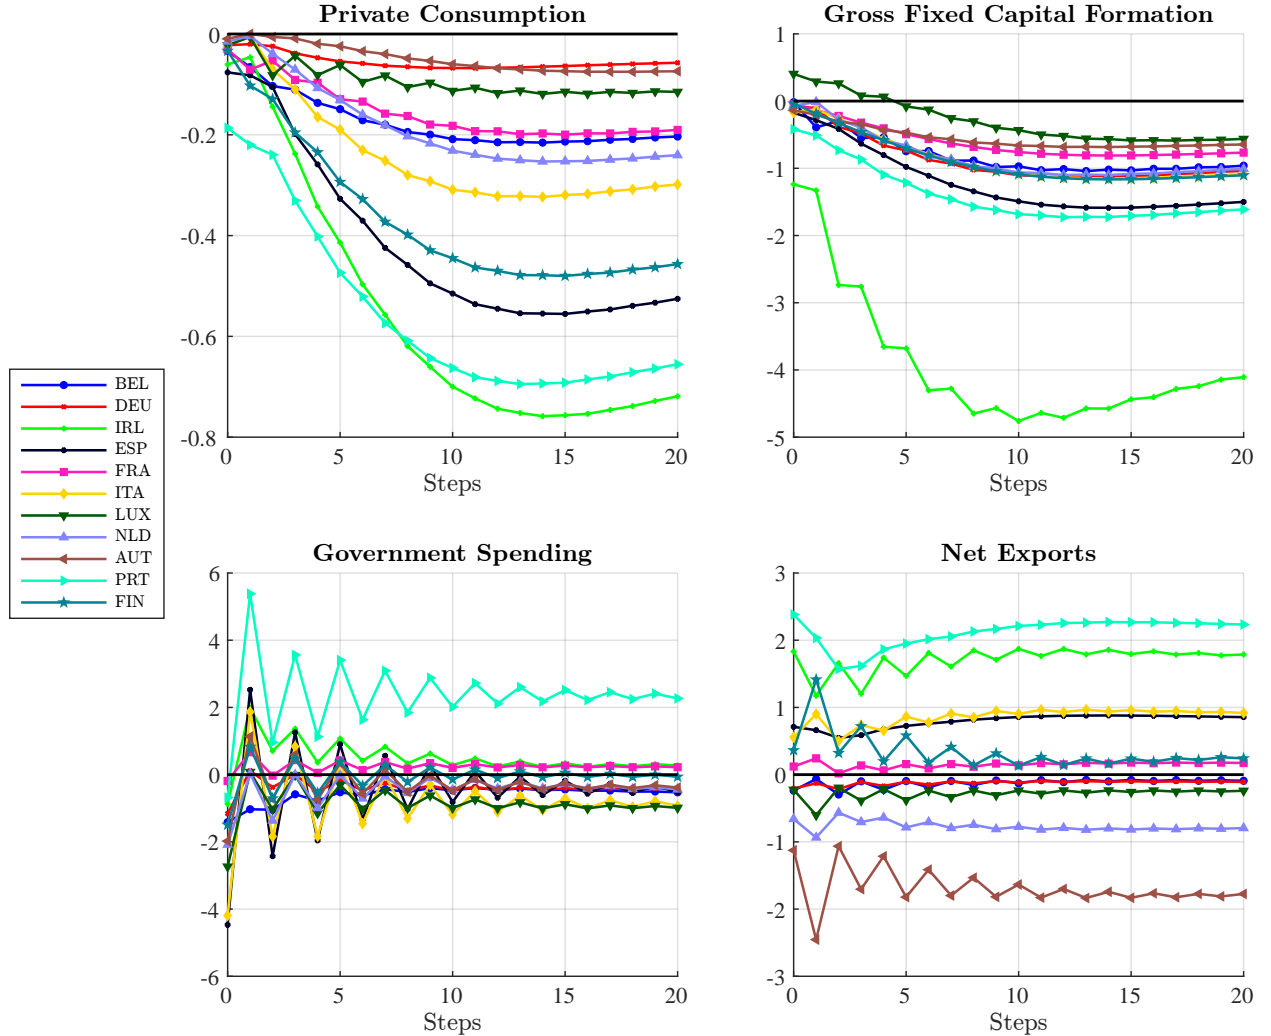 Private Consumption
0
-0.2
-0.4
-0.6
-0.8
0
5
10
15
20
Steps
Gross Fixed Capital Formation
1
0
-1
-2
-3
-4
-5
0
5
10
15
20
Steps
BEL
DEU
IRL
ESP
FRA
ITA
LUX
NLD
AUT
PRT
FIN
Government Spending
6
4
2
0
-2
-4
-6
0
5
10
15
20
Steps
Net Exports
3
2
1
0
-1
-2
-3
0
5
10
15
20
Steps